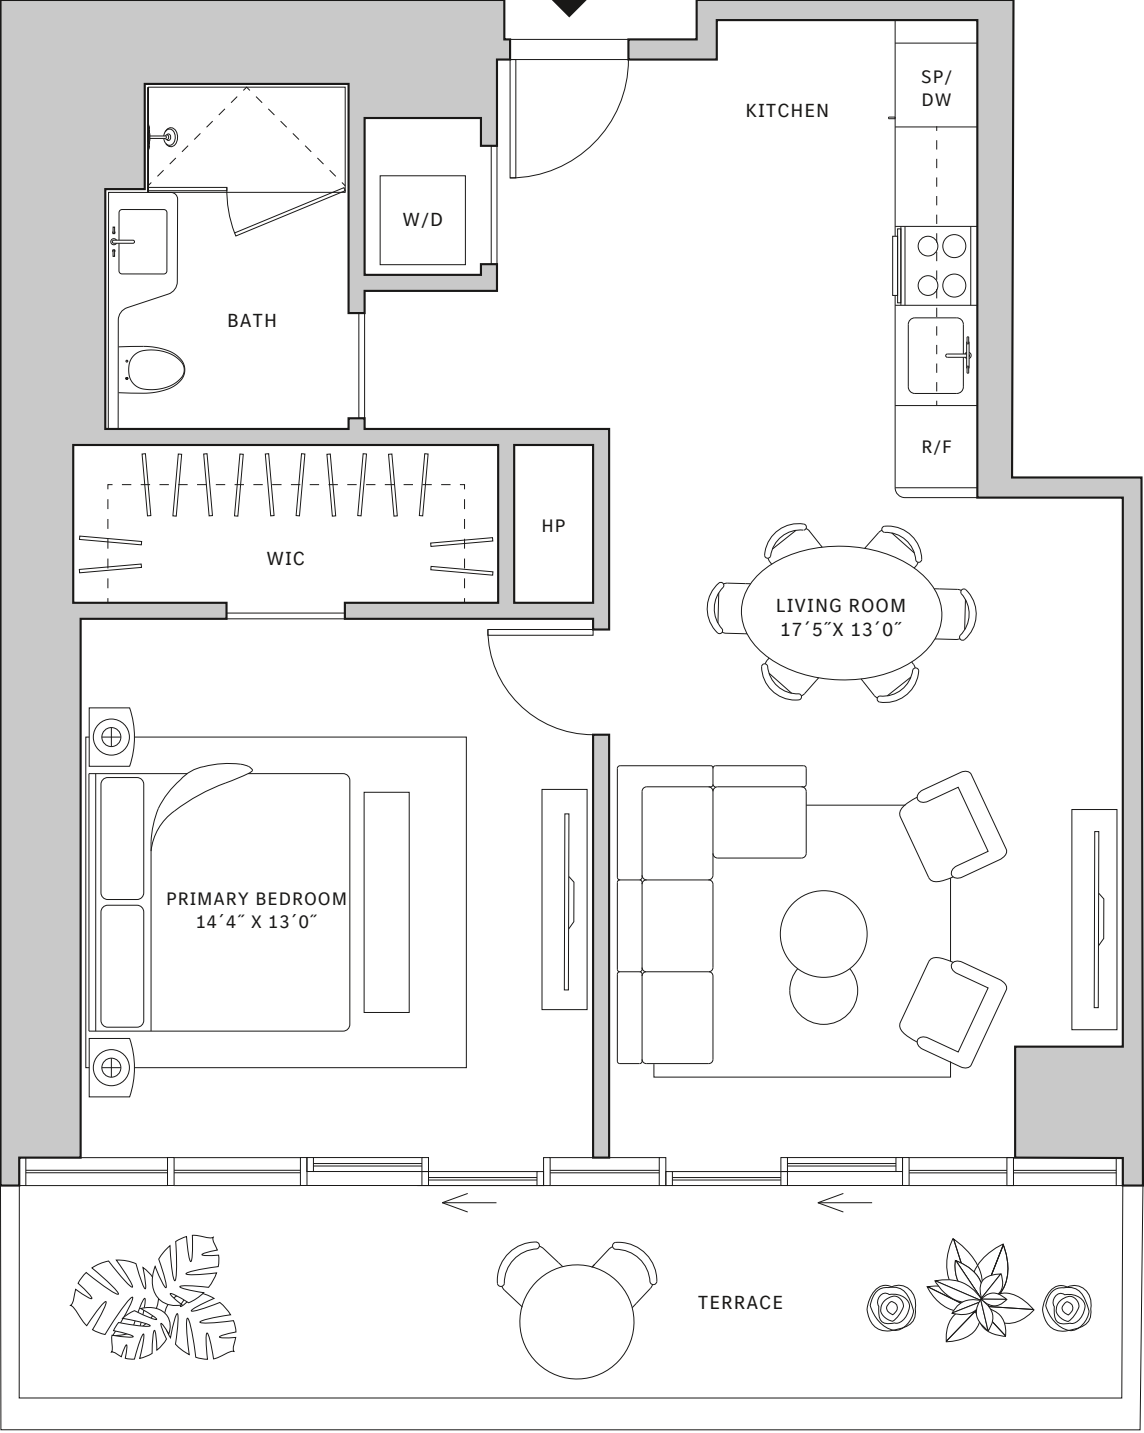 SP/
DW
KITCHEN
W/D
BATH
R/F
HP
WIC
LIVING ROOM
17´5˝X 13´0˝
PRIMARY BEDROOM
14´4˝ X 13´0˝
TERRACE